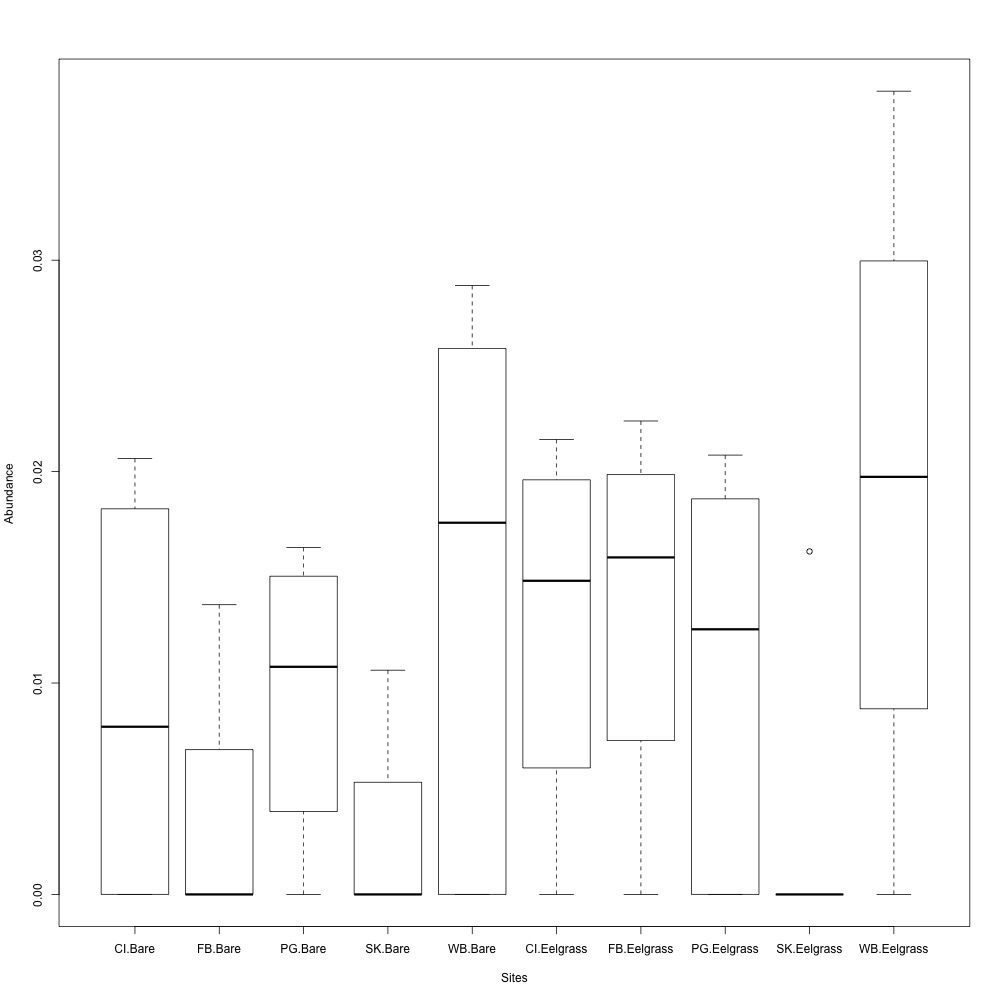 Abundance
0.03
0.02
0.01
0.00
CI.Bare FB.Bare PG.Bare SK.Bare WB.Bare CI.Eelgrass FB.Eelgrass PG.Eelgrass SK.Eelgrass WB.Eelgrass
Sites